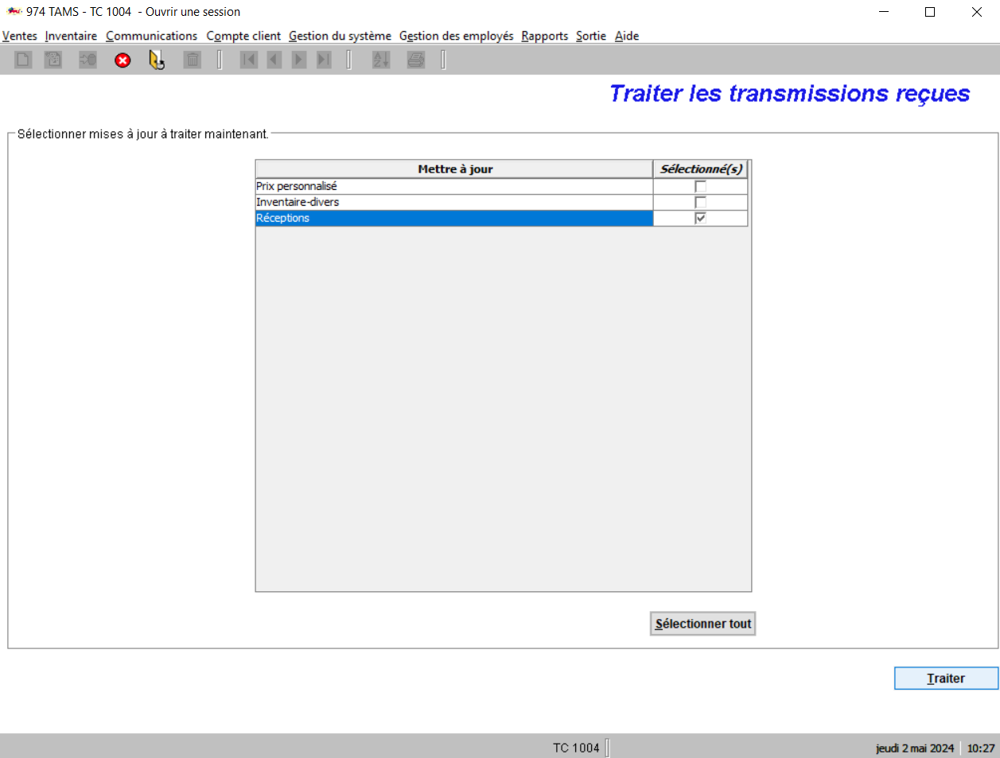 974 TAMS - TC 1004  - Ouvrir une session
Ventes Inventaire Communications Compte client Gestion du système Gestion des employés Rapports Sortie Aide
Traiter les transmissions reçues
Sélectionner mises à jour à traiter maintenant.
Mettre à jour Sélectionné(s)
Prix personnalisé
Inventaire-divers
Réceptions
Sélectionner tout
Traiter
TC 1004 jeudi 2 mai 2024 10:27